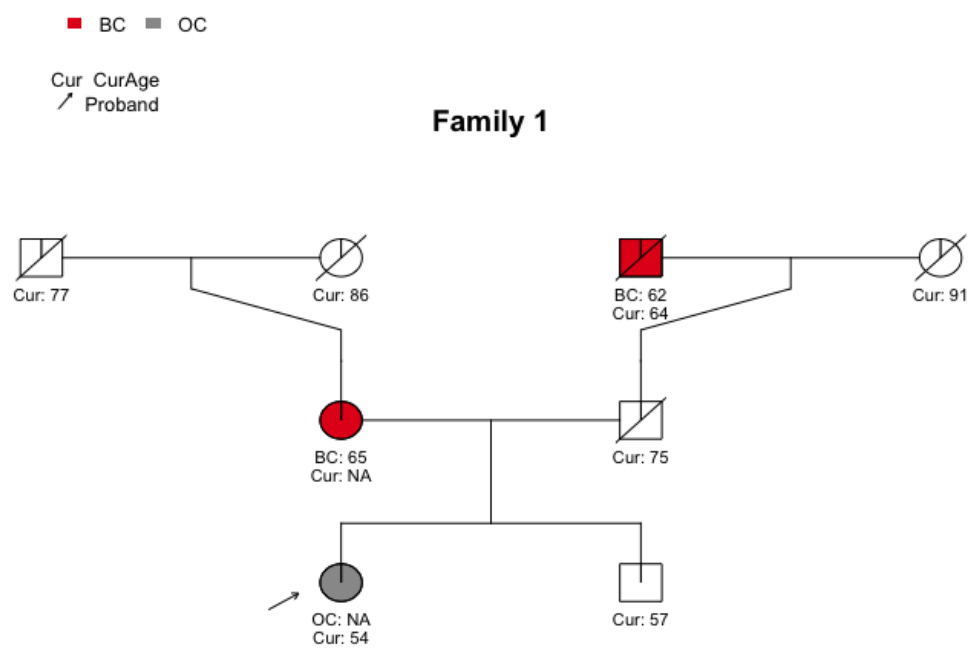 BC OC
Cur CurAge
Proband
Family 1
Cur: 77
Cur: 86
BC: 62
Cur: 64
Cur: 91
BC: 65
Cur: NA
Cur: 75
OC: NA
Cur: 54
Cur: 57